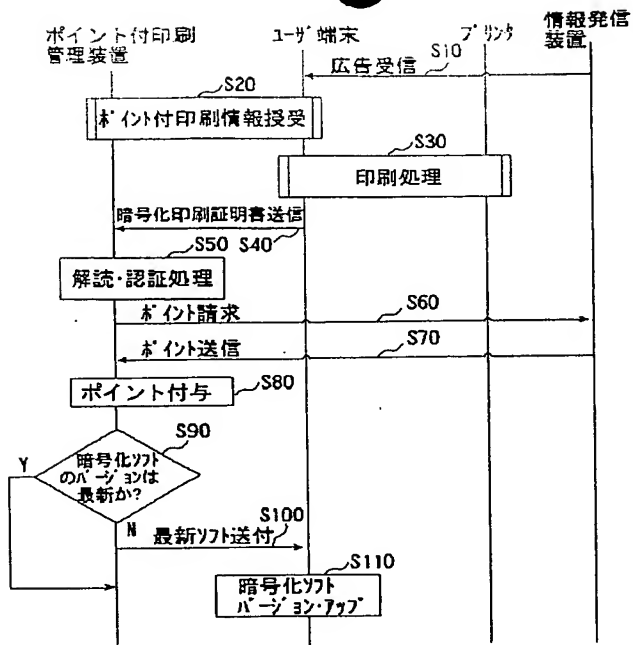 ポイント付印刷
管理装置
ユーザ端末
プリンタ
情報発信
装置
広告受信
S10
S20
ポイント付印刷情報授受
S30
印刷処理
暗号化印刷証明書送信
S40
S50
解読・認証処理
ポイント請求
S60
ポイント送信
S70
ポイント付与
S80
S90
Y
暗号化ソフト
のバージョンは
最新か?
N
最新ソフト送付
S100
S110
暗号化ソフト
バージョン・アップ